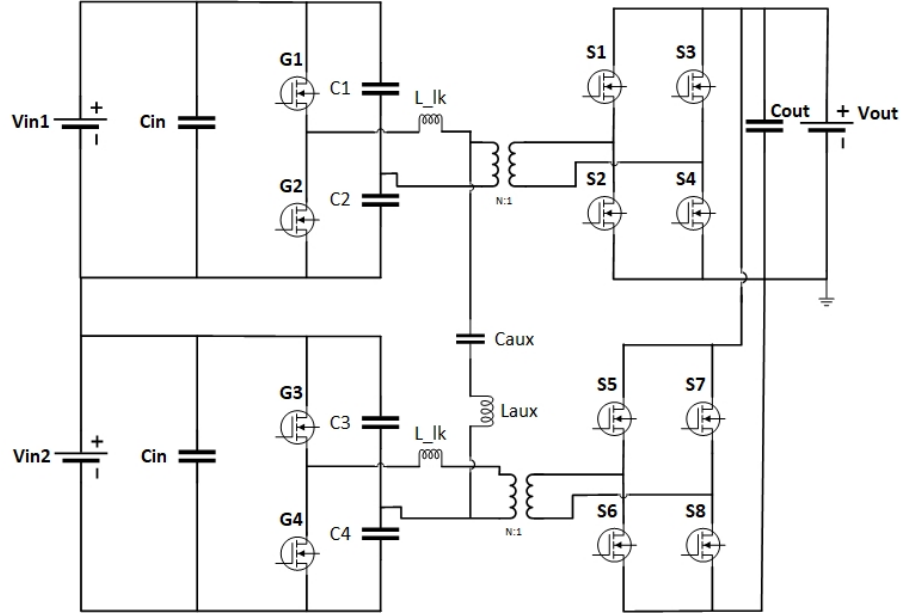 S1
S3
G1
C1
L_lk
Vin1
+
Cin
Cout
+
Vout
G2
C2
S2
S4
N:1
Caux
G3
C3
S5
S7
Laux
L_lk
Vin2
+
Cin
G4
C4
S6
S8
N:1